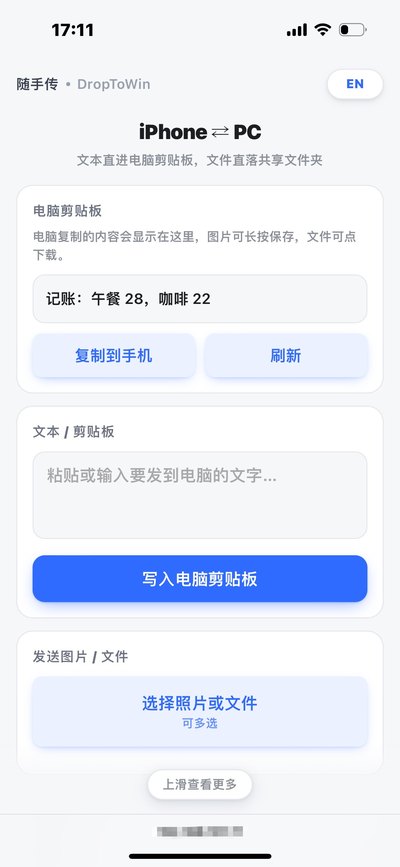 17:11
随手传 • DropToWin
EN
iPhone ⇄ PC
文本直进电脑剪贴板，文件直落共享文件夹
电脑剪贴板
电脑复制的内容会显示在这里，图片可长按保存，文件可点
下载。
记账：午餐 28，咖啡 22
复制到手机
刷新
文本 / 剪贴板
粘贴或输入要发到电脑的文字...
写入电脑剪贴板
发送图片 / 文件
选择照片或文件
可多选
上滑查看更多